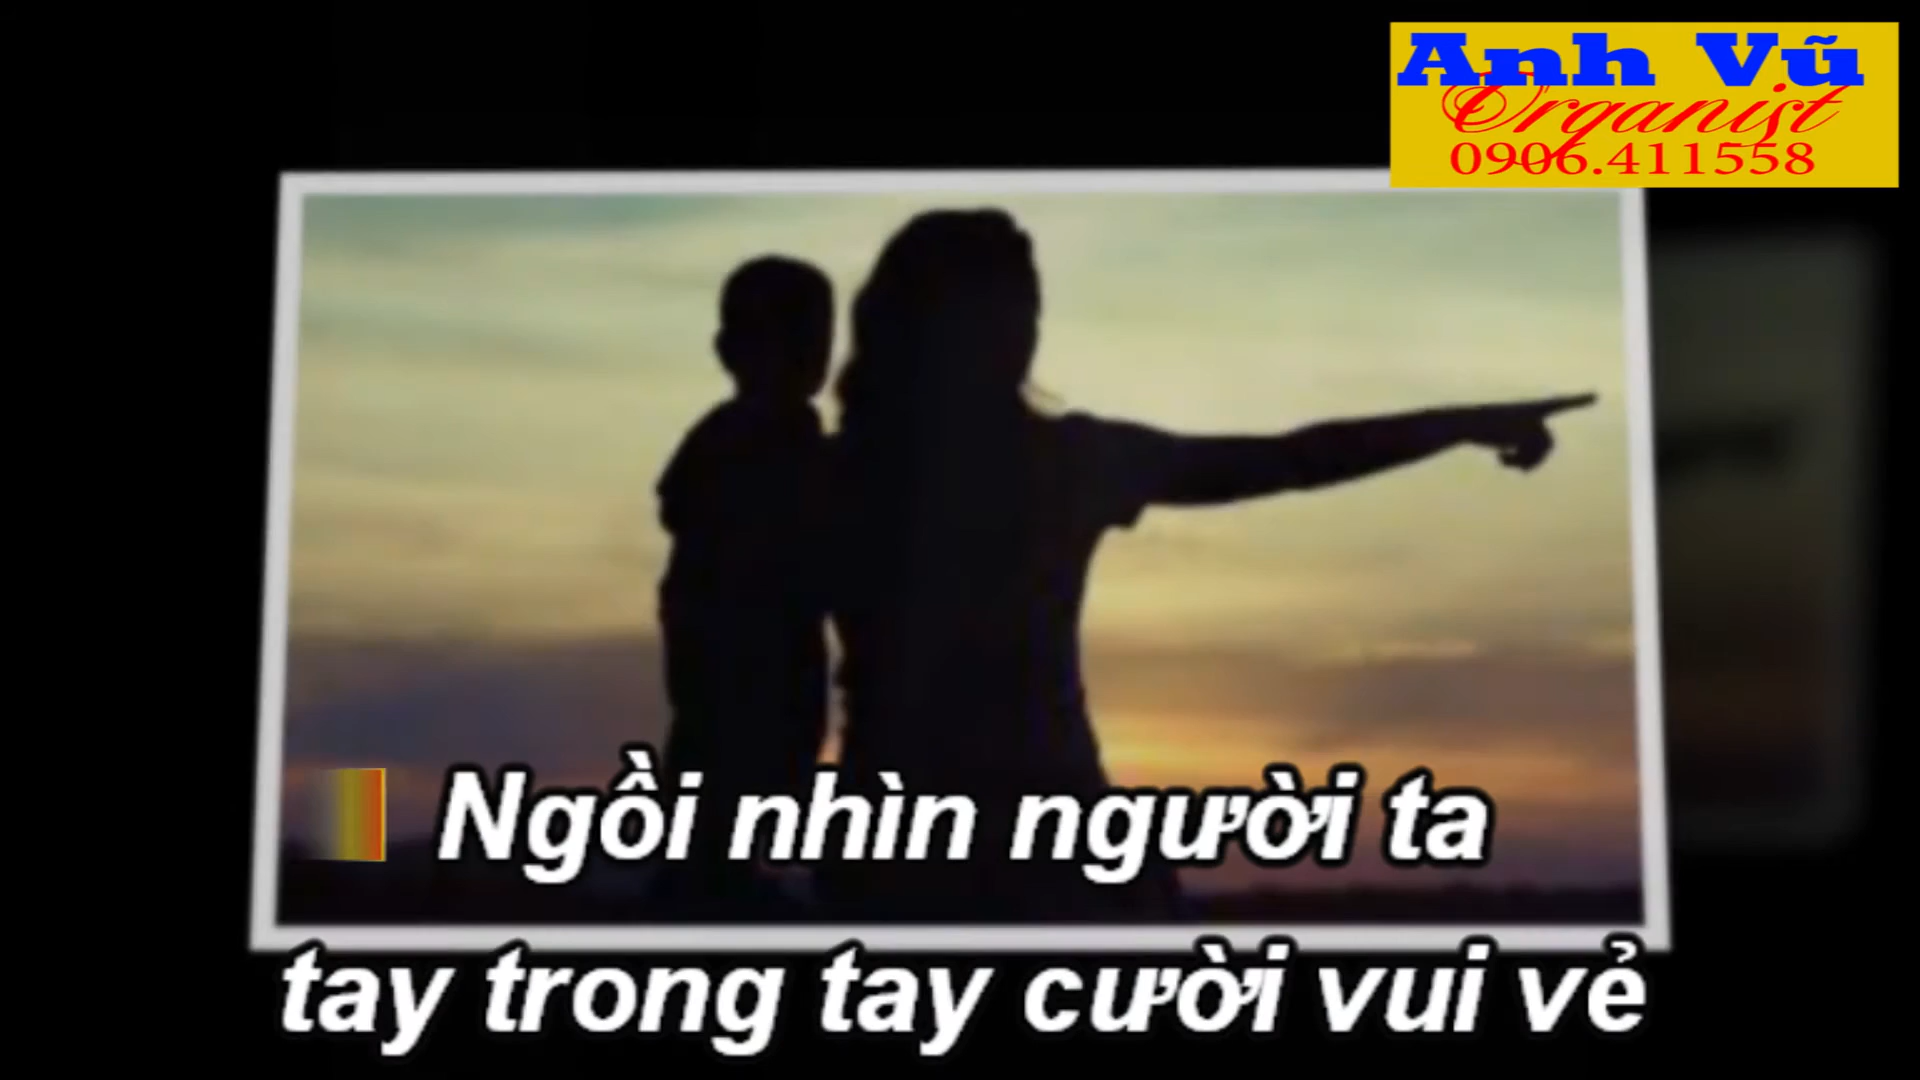 Anh Vũ
Organist
0906.411558
Ngồi nhìn người ta
tay trong tay cười vui vẻ